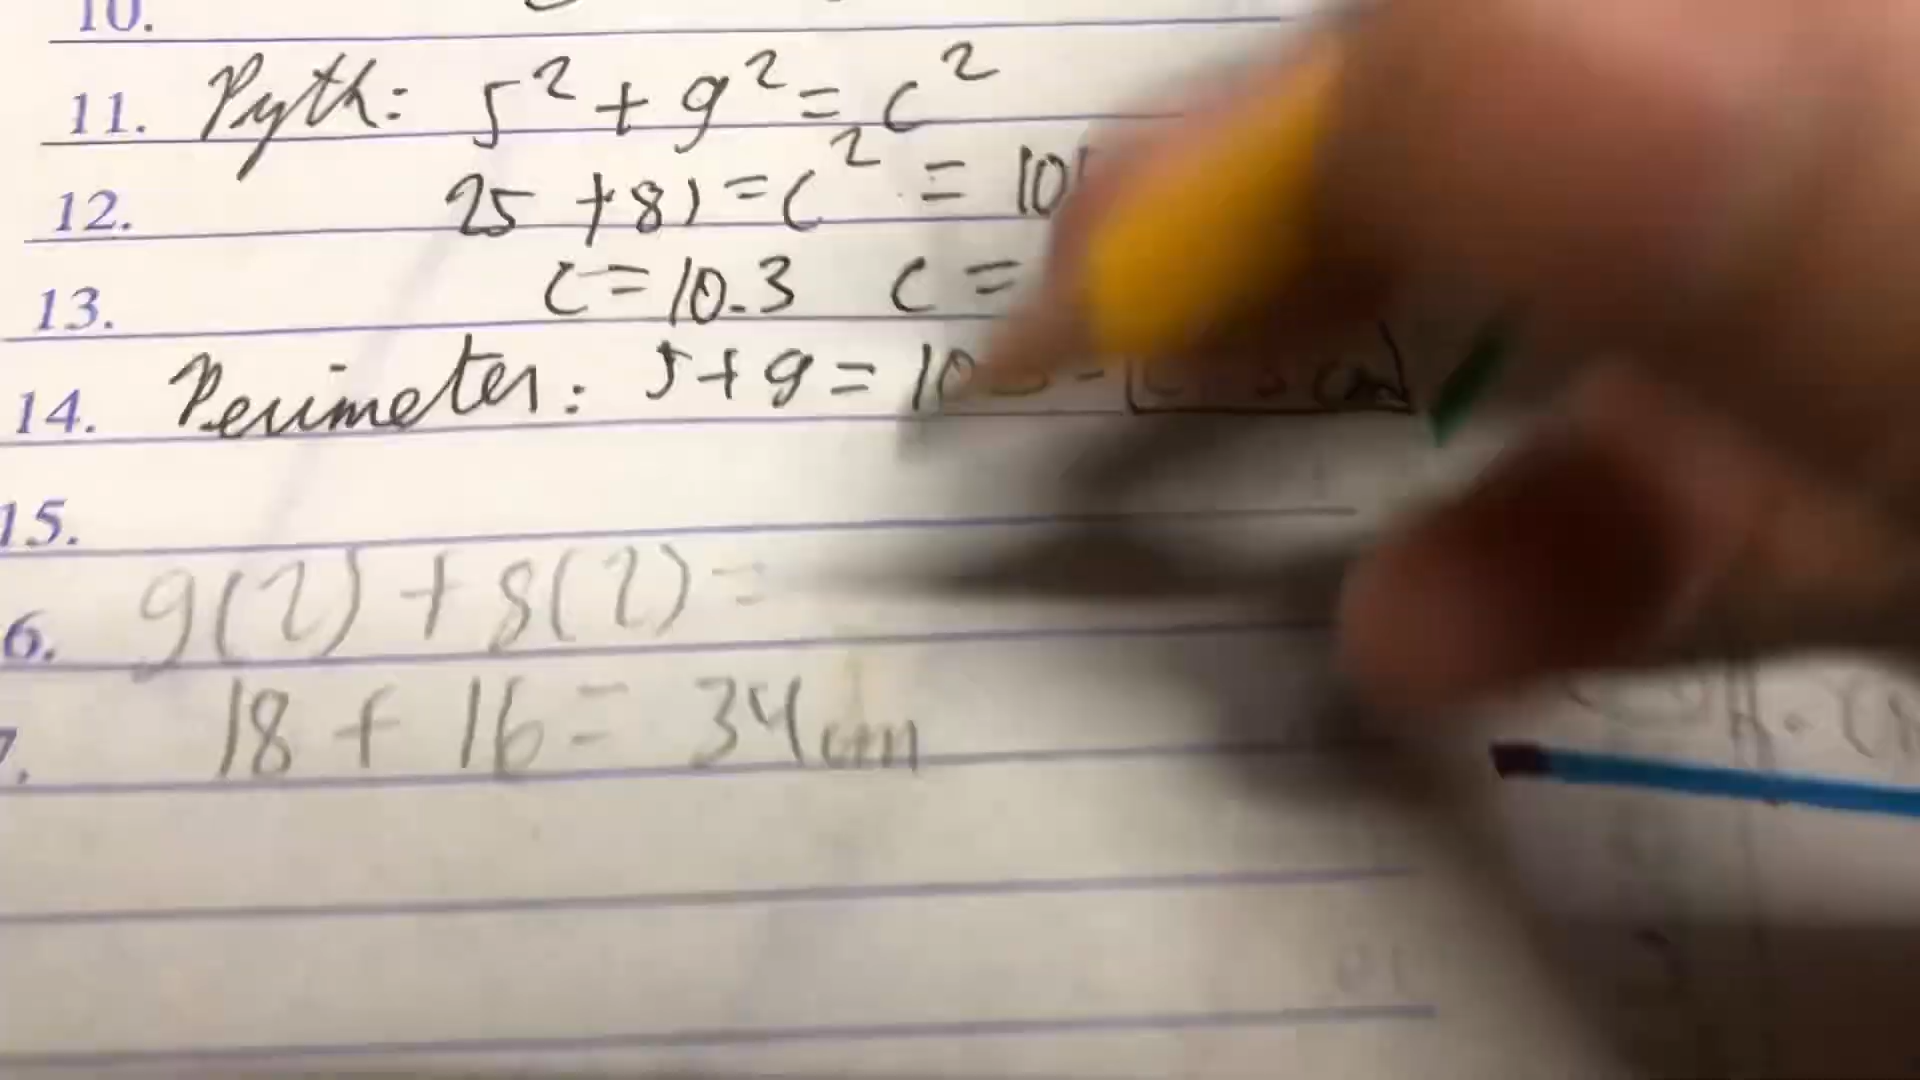 10.
11. Pyth: 5² + 9² = c²
12. 25 + 81 = c² = 10
13. c = 10.3 c =
14. Perimeter: 5 + 9 = 10 cm
15.
6. 9(2) + 8(2) =
7. 18 + 16 = 34cm